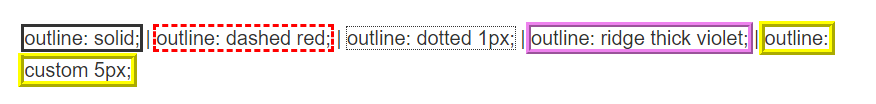 outline: solid; | outline: dashed red; | outline: dotted 1px; | outline: ridge thick violet; | outline:
custom 5px;